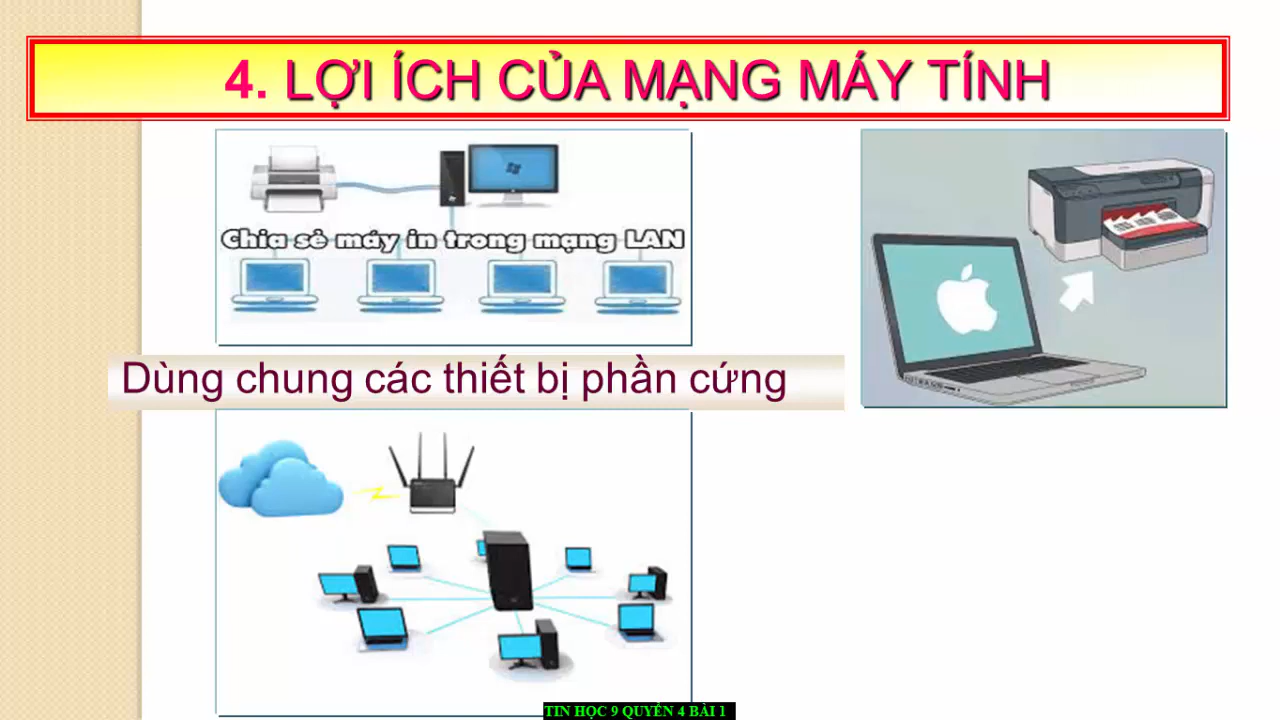 4. LỢI ÍCH CỦA MẠNG MÁY TÍNH
Chia sẻ máy in trong mạng LAN
Dùng chung các thiết bị phần cứng
TIN HỌC 9 QUYỂN 4 BÀI 1